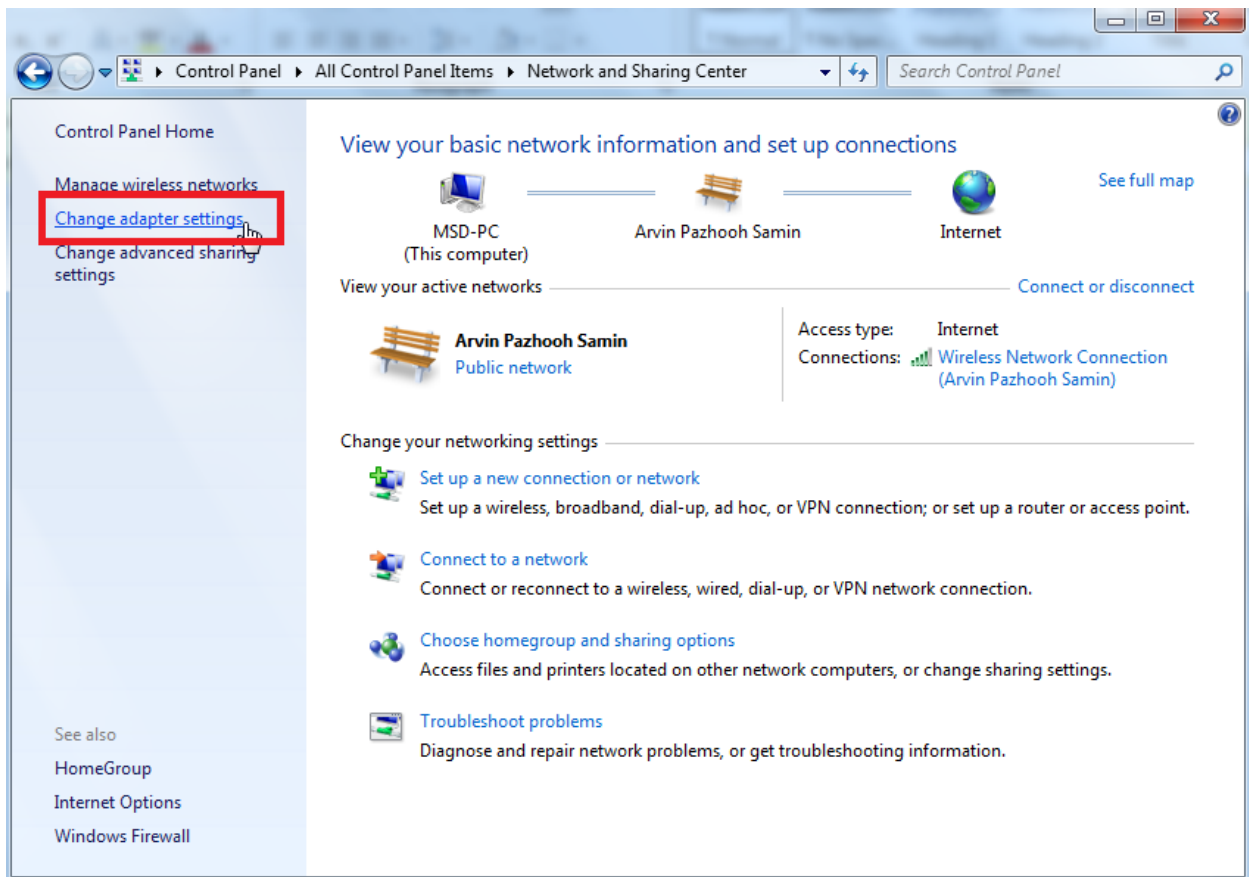 Control Panel ▸ All Control Panel Items ▸ Network and Sharing Center
Search Control Panel
Control Panel Home
Manage wireless networks
Change adapter settings
Change advanced sharing
settings
View your basic network information and set up connections
See full map
MSD-PC
(This computer)
Arvin Pazhooh Samin
Internet
View your active networks
Connect or disconnect
Arvin Pazhooh Samin
Public network
Access type: Internet
Connections: Wireless Network Connection
(Arvin Pazhooh Samin)
Change your networking settings
Set up a new connection or network
Set up a wireless, broadband, dial-up, ad hoc, or VPN connection; or set up a router or access point.
Connect to a network
Connect or reconnect to a wireless, wired, dial-up, or VPN network connection.
Choose homegroup and sharing options
Access files and printers located on other network computers, or change sharing settings.
Troubleshoot problems
Diagnose and repair network problems, or get troubleshooting information.
See also
HomeGroup
Internet Options
Windows Firewall